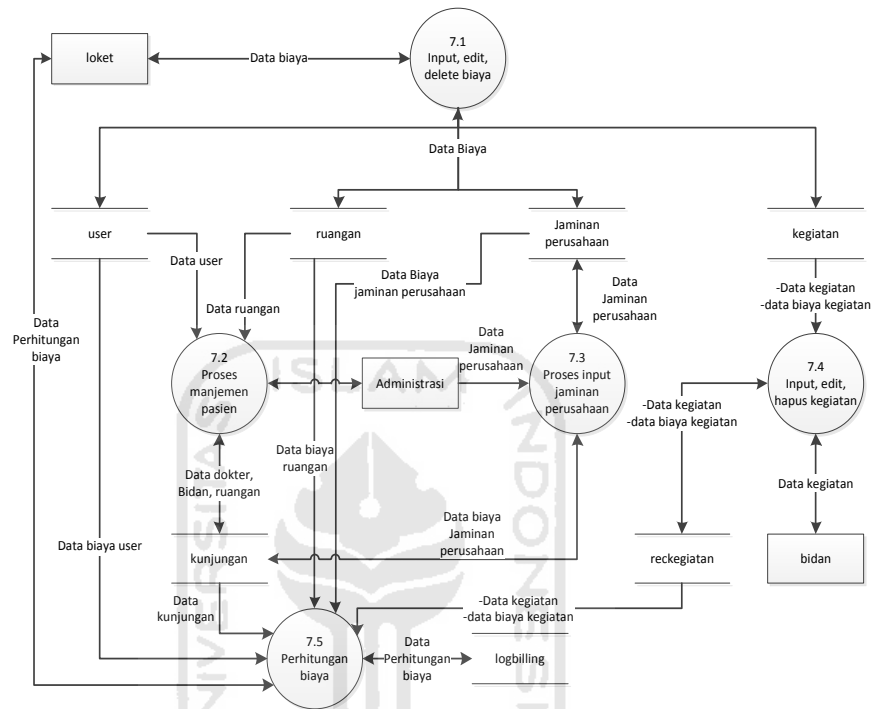 7.1
Input, edit,
delete biaya
loket
Data biaya
Data Biaya
user
ruangan
Jaminan
perusahaan
kegiatan
Data user
Data Biaya
jaminan perusahaan
Data
Jaminan
perusahaan
-Data kegiatan
-data biaya kegiatan
Data ruangan
Data
Perhitungan
biaya
7.2
Proses
manjemen
pasien
Administrasi
Data
Jaminan
perusahaan
7.3
Proses input
jaminan
perusahaan
7.4
Input, edit,
hapus kegiatan
-Data kegiatan
-data biaya kegiatan
Data biaya
ruangan
Data dokter,
Bidan, ruangan
Data kegiatan
Data biaya user
Data biaya
Jaminan
perusahaan
kunjungan
reckegiatan
bidan
Data
kunjungan
-Data kegiatan
-data biaya kegiatan
7.5
Perhitungan
biaya
Data
Perhitungan
biaya
logbilling
ISLAM
UNIVERSITAS
INDONESI